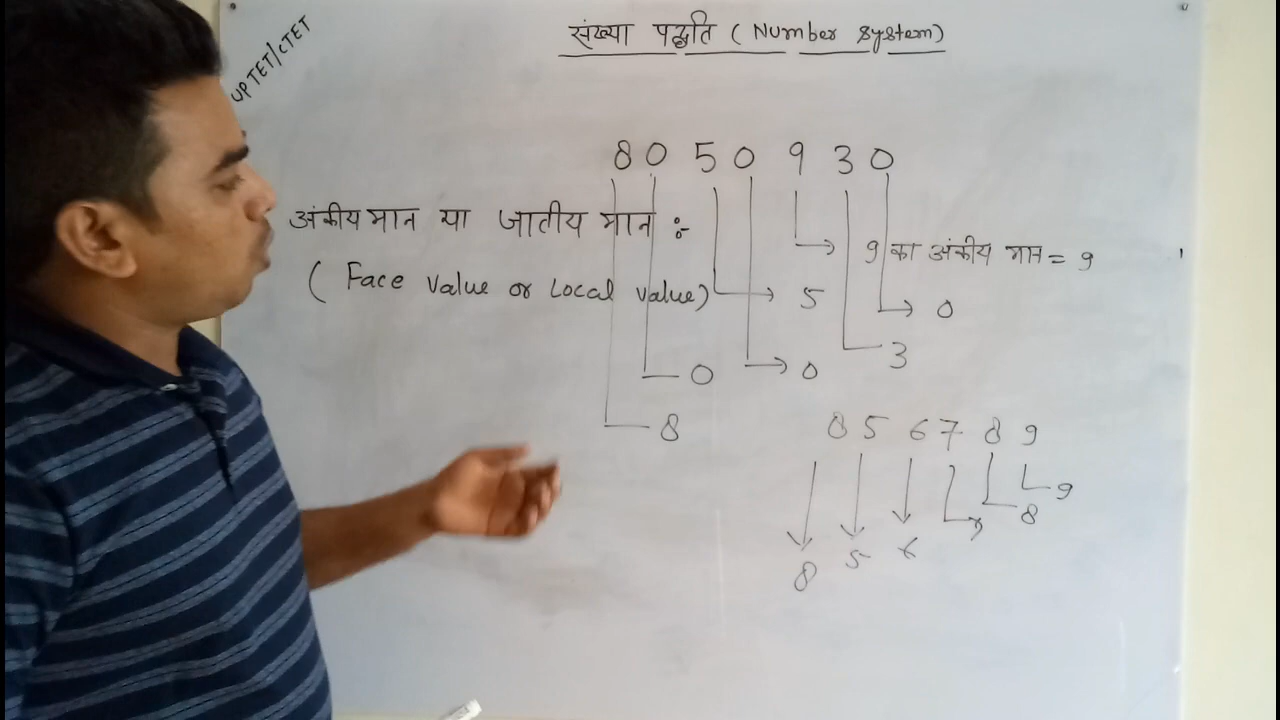 संख्या पद्धति ( Number System)
UPTET/CTET
8 0 5 0 9 3 0
अंकीय मान या जातीय मान :-
9 का अंकीय मान = 9
( Face value or Local value)
5
0
3
0
0
8
8 5 6 7 8 9
9
8
8 5 6